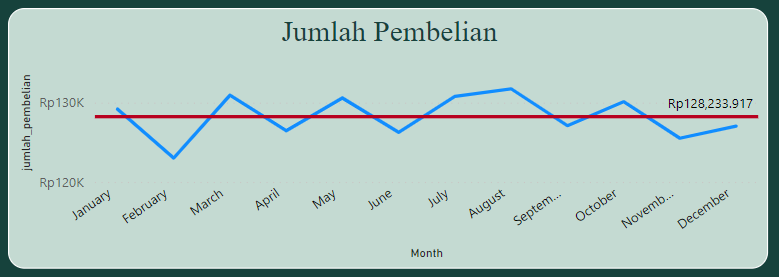 Jumlah Pembelian
jumlah_pembelian
Rp130K
Rp120K
Rp128,233.917
January
February
March
April
May
June
July
August
Septem...
October
Novemb...
December
Month